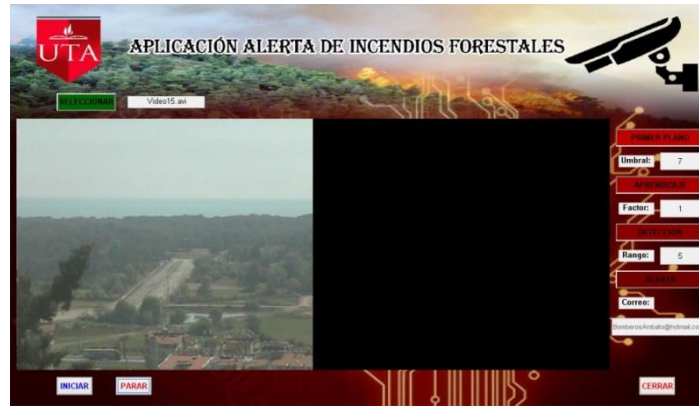 UTA
APLICACIÓN ALERTA DE INCENDIOS FORESTALES
SELECCIONAR
Video15.avi
PRIMER PLANO
Umbral: 7
APRENDIZAJE
Factor: 1
DETECCION
Rango: 5
ALERTA
Correo:
BomberosAmbato@hotmail.co
INICIAR
PARAR
CERRAR